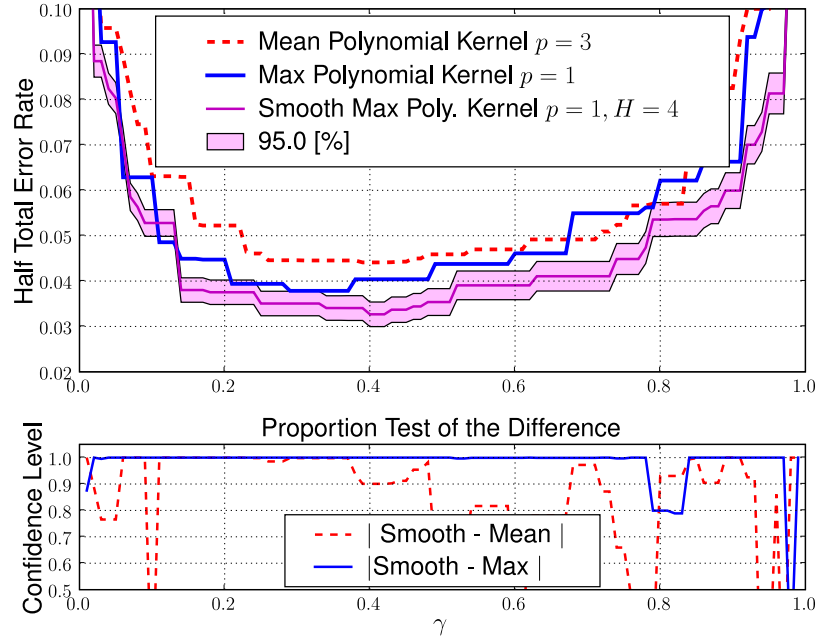 0.10
0.09
0.08
0.07
0.06
0.05
0.04
0.03
0.02
Half Total Error Rate
Mean Polynomial Kernel p = 3
Max Polynomial Kernel p = 1
Smooth Max Poly. Kernel p = 1, H = 4
95.0 [%]
0.0 0.2 0.4 0.6 0.8 1.0
Proportion Test of the Difference
1.0
0.9
0.8
0.7
0.6
0.5
Confidence Level
| Smooth - Mean |
|Smooth - Max |
0.0 0.2 0.4 0.6 0.8 1.0
γ